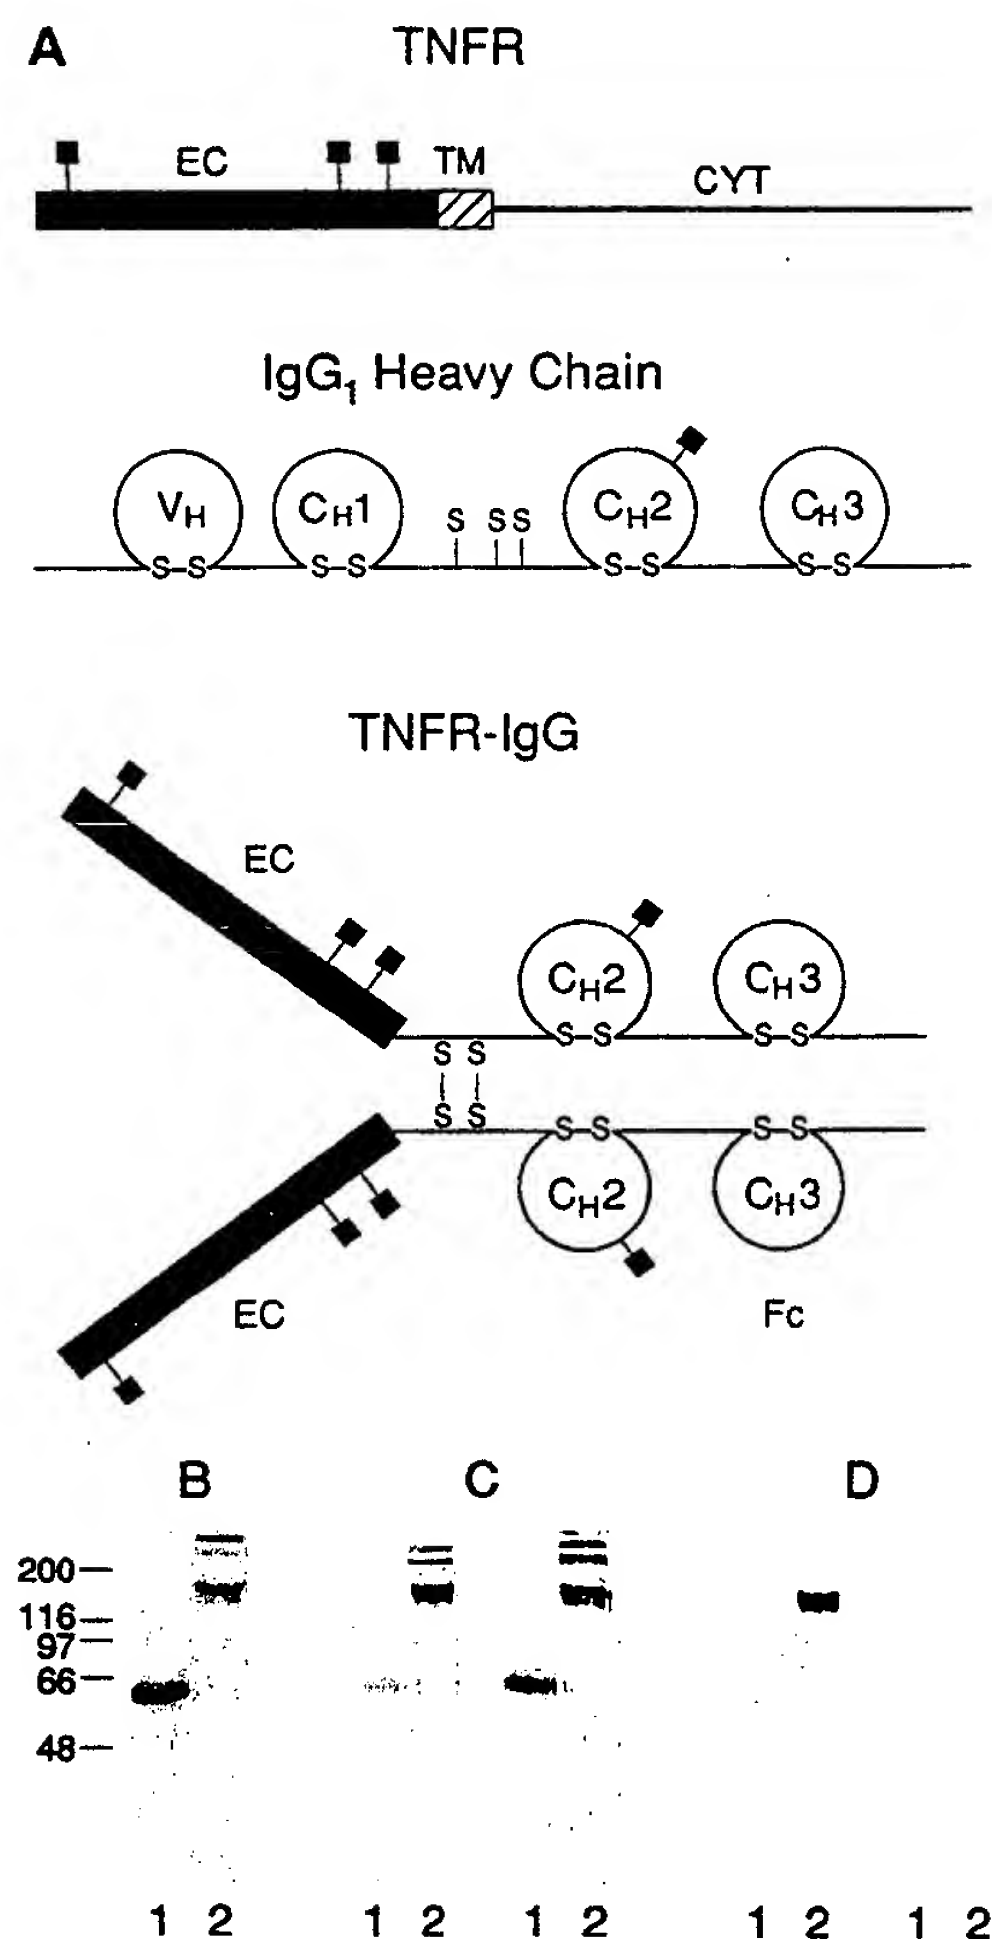 A TNFR
EC TM CYT
IgG1 Heavy Chain
VH CH1 S S S CH2 CH3
S–S S–S S–S S–S
TNFR-IgG
EC
CH2 CH3
S–S S–S
S S
S S
S–S S–S
CH2 CH3
EC Fc
B C D
200
116
97
66
48
1 2 1 2 1 2 1 2 1 2